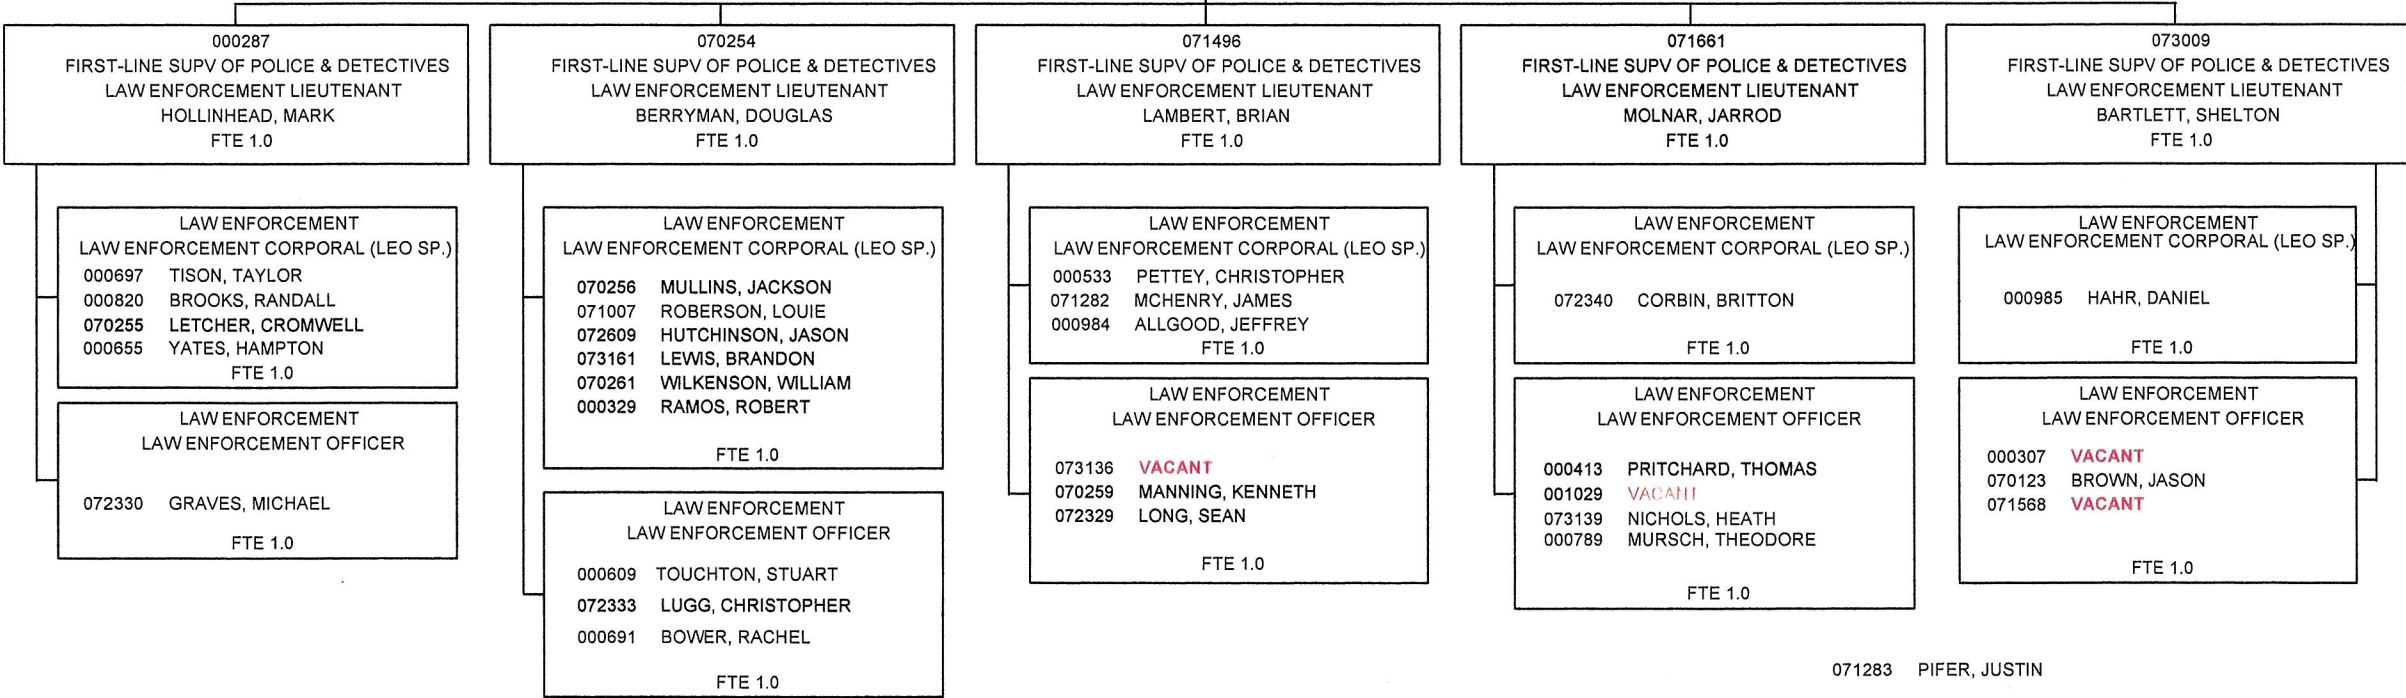 000287
FIRST-LINE SUPV OF POLICE & DETECTIVES
LAW ENFORCEMENT LIEUTENANT
HOLLINHEAD, MARK
FTE 1.0
LAW ENFORCEMENT
LAW ENFORCEMENT CORPORAL (LEO SP.)
000697 TISON, TAYLOR
000820 BROOKS, RANDALL
070255 LETCHER, CROMWELL
000655 YATES, HAMPTON
FTE 1.0
LAW ENFORCEMENT
LAW ENFORCEMENT OFFICER
072330 GRAVES, MICHAEL
FTE 1.0
070254
FIRST-LINE SUPV OF POLICE & DETECTIVES
LAW ENFORCEMENT LIEUTENANT
BERRYMAN, DOUGLAS
FTE 1.0
LAW ENFORCEMENT
LAW ENFORCEMENT CORPORAL (LEO SP.)
070256 MULLINS, JACKSON
071007 ROBERSON, LOUIE
072609 HUTCHINSON, JASON
073161 LEWIS, BRANDON
070261 WILKENSON, WILLIAM
000329 RAMOS, ROBERT
FTE 1.0
LAW ENFORCEMENT
LAW ENFORCEMENT OFFICER
000609 TOUCHTON, STUART
072333 LUGG, CHRISTOPHER
000691 BOWER, RACHEL
FTE 1.0
071496
FIRST-LINE SUPV OF POLICE & DETECTIVES
LAW ENFORCEMENT LIEUTENANT
LAMBERT, BRIAN
FTE 1.0
LAW ENFORCEMENT
LAW ENFORCEMENT CORPORAL (LEO SP.)
000533 PETTEY, CHRISTOPHER
071282 MCHENRY, JAMES
000984 ALLGOOD, JEFFREY
FTE 1.0
LAW ENFORCEMENT
LAW ENFORCEMENT OFFICER
073136 VACANT
070259 MANNING, KENNETH
072329 LONG, SEAN
FTE 1.0
071661
FIRST-LINE SUPV OF POLICE & DETECTIVES
LAW ENFORCEMENT LIEUTENANT
MOLNAR, JARROD
FTE 1.0
LAW ENFORCEMENT
LAW ENFORCEMENT CORPORAL (LEO SP.)
072340 CORBIN, BRITTON
FTE 1.0
LAW ENFORCEMENT
LAW ENFORCEMENT OFFICER
000413 PRITCHARD, THOMAS
001029 VACANT
073139 NICHOLS, HEATH
000789 MURSCH, THEODORE
FTE 1.0
073009
FIRST-LINE SUPV OF POLICE & DETECTIVES
LAW ENFORCEMENT LIEUTENANT
BARTLETT, SHELTON
FTE 1.0
LAW ENFORCEMENT
LAW ENFORCEMENT CORPORAL (LEO SP.)
000985 HAHR, DANIEL
FTE 1.0
LAW ENFORCEMENT
LAW ENFORCEMENT OFFICER
000307 VACANT
070123 BROWN, JASON
071568 VACANT
FTE 1.0
071283 PIFER, JUSTIN